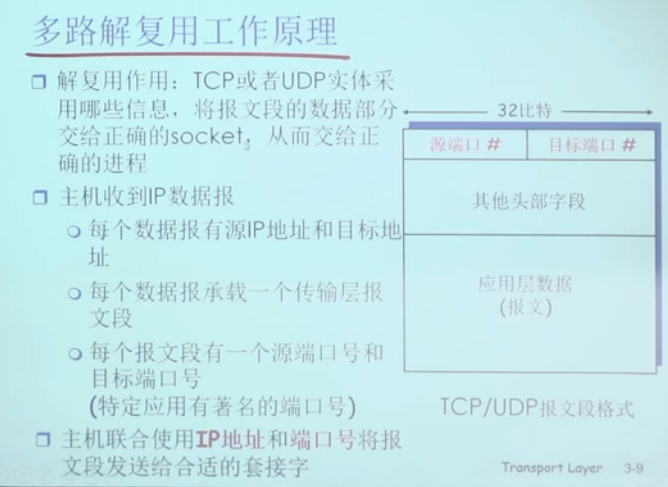 多路解复用工作原理
解复用作用：TCP或者UDP实体采
用哪些信息，将报文段的数据部分
交给正确的socket，从而交给正
确的进程
主机收到IP数据报
每个数据报有源IP地址和目标地
址
每个数据报承载一个传输层报
文段
每个报文段有一个源端口号和
目标端口号
(特定应用有著名的端口号)
主机联合使用IP地址和端口号将报
文段发送给合适的套接字
32比特
源端口 #
目标端口 #
其他头部字段
应用层数据
(报文)
TCP/UDP报文段格式
Transport Layer 3-9